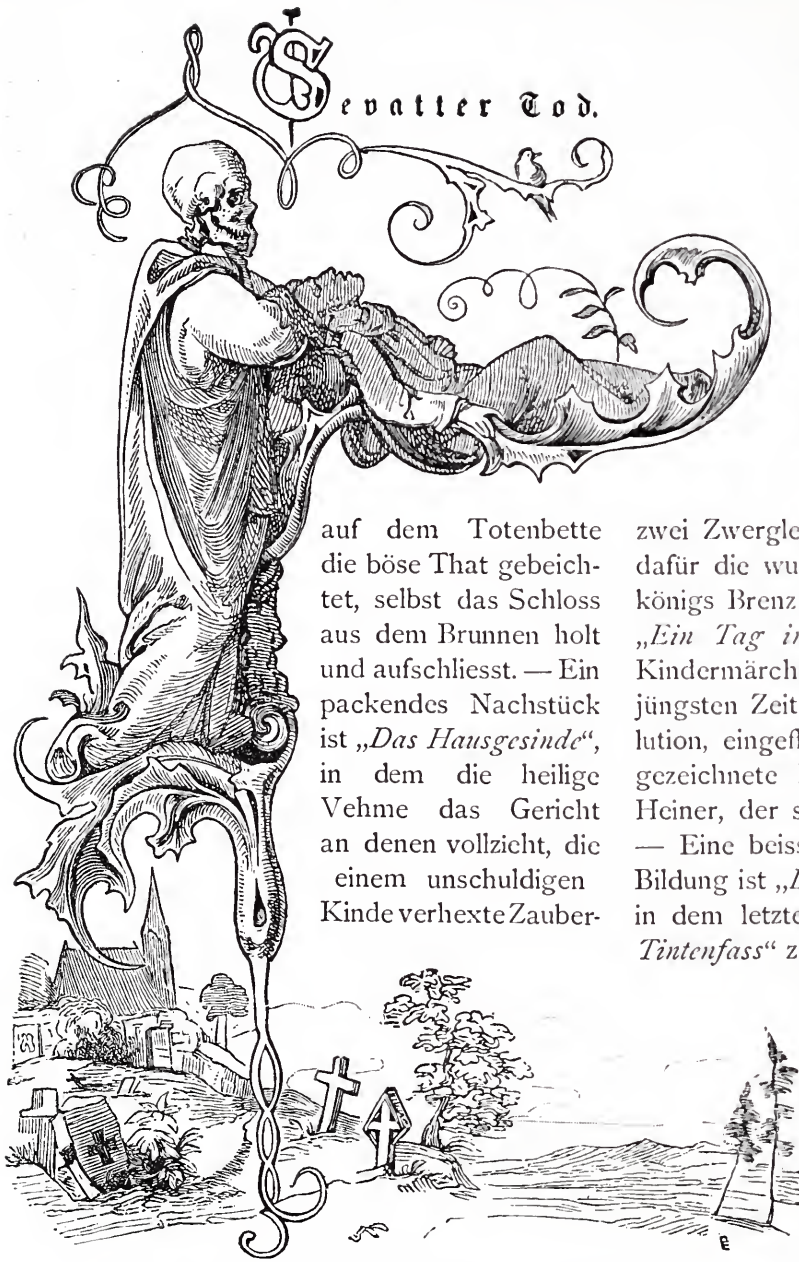 Gevatter Tod.
auf dem Totenbette
die böse That gebeich-
tet, selbst das Schloss
aus dem Brunnen holt
und aufschliesst. — Ein
packendes Nachstück
ist „Das Hausgesinde“,
in dem die heilige
Vehme das Gericht
an denen vollzieht, die
einem unschuldigen
Kinde verhexte Zauber-
zwei Zwergle
dafür die wu
königs Brenz
„Ein Tag in
Kindermärch
jüngsten Zeit
lution, eingefl
gezeichnete
Heiner, der s
— Eine beiss
Bildung ist „
in dem letzte
Tintenfass“ z